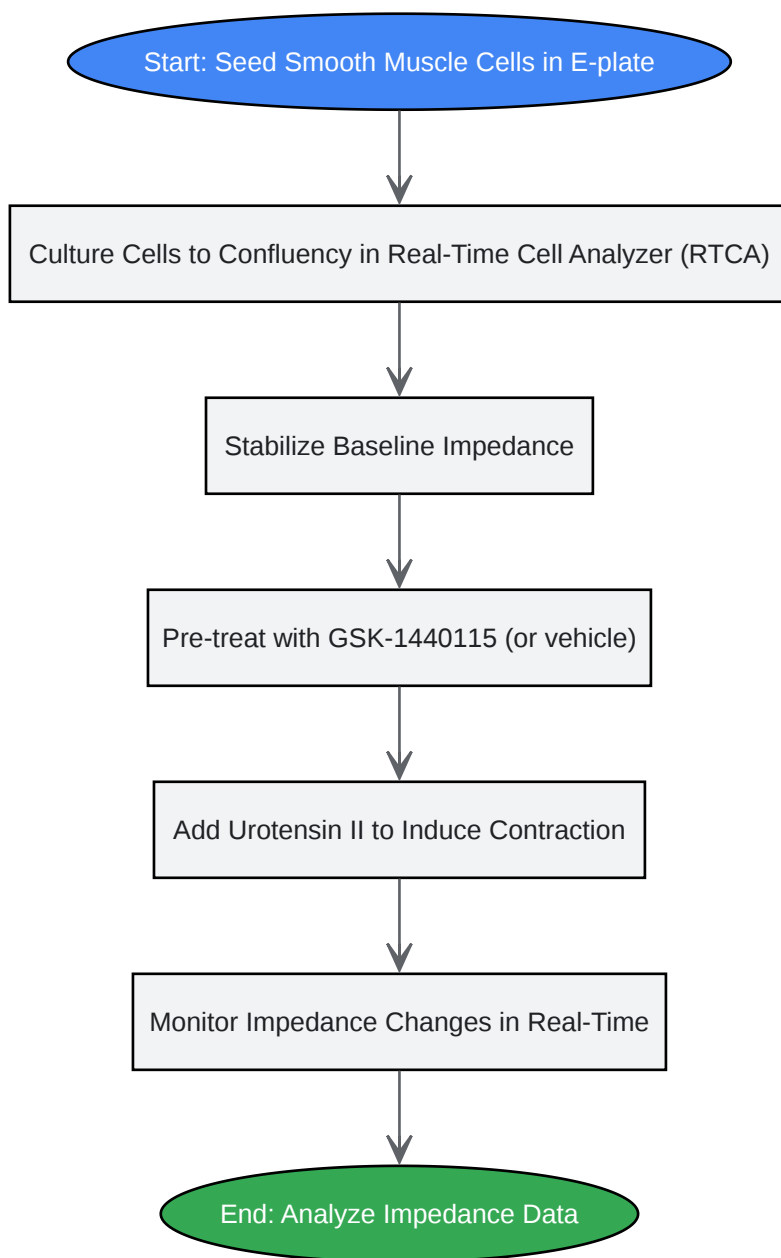 Start: Seed Smooth Muscle Cells in E-plate
Culture Cells to Confluency in Real-Time Cell Analyzer (RTCA)
Stabilize Baseline Impedance
Pre-treat with GSK-1440115 (or vehicle)
Add Urotensin II to Induce Contraction
Monitor Impedance Changes in Real-Time
End: Analyze Impedance Data